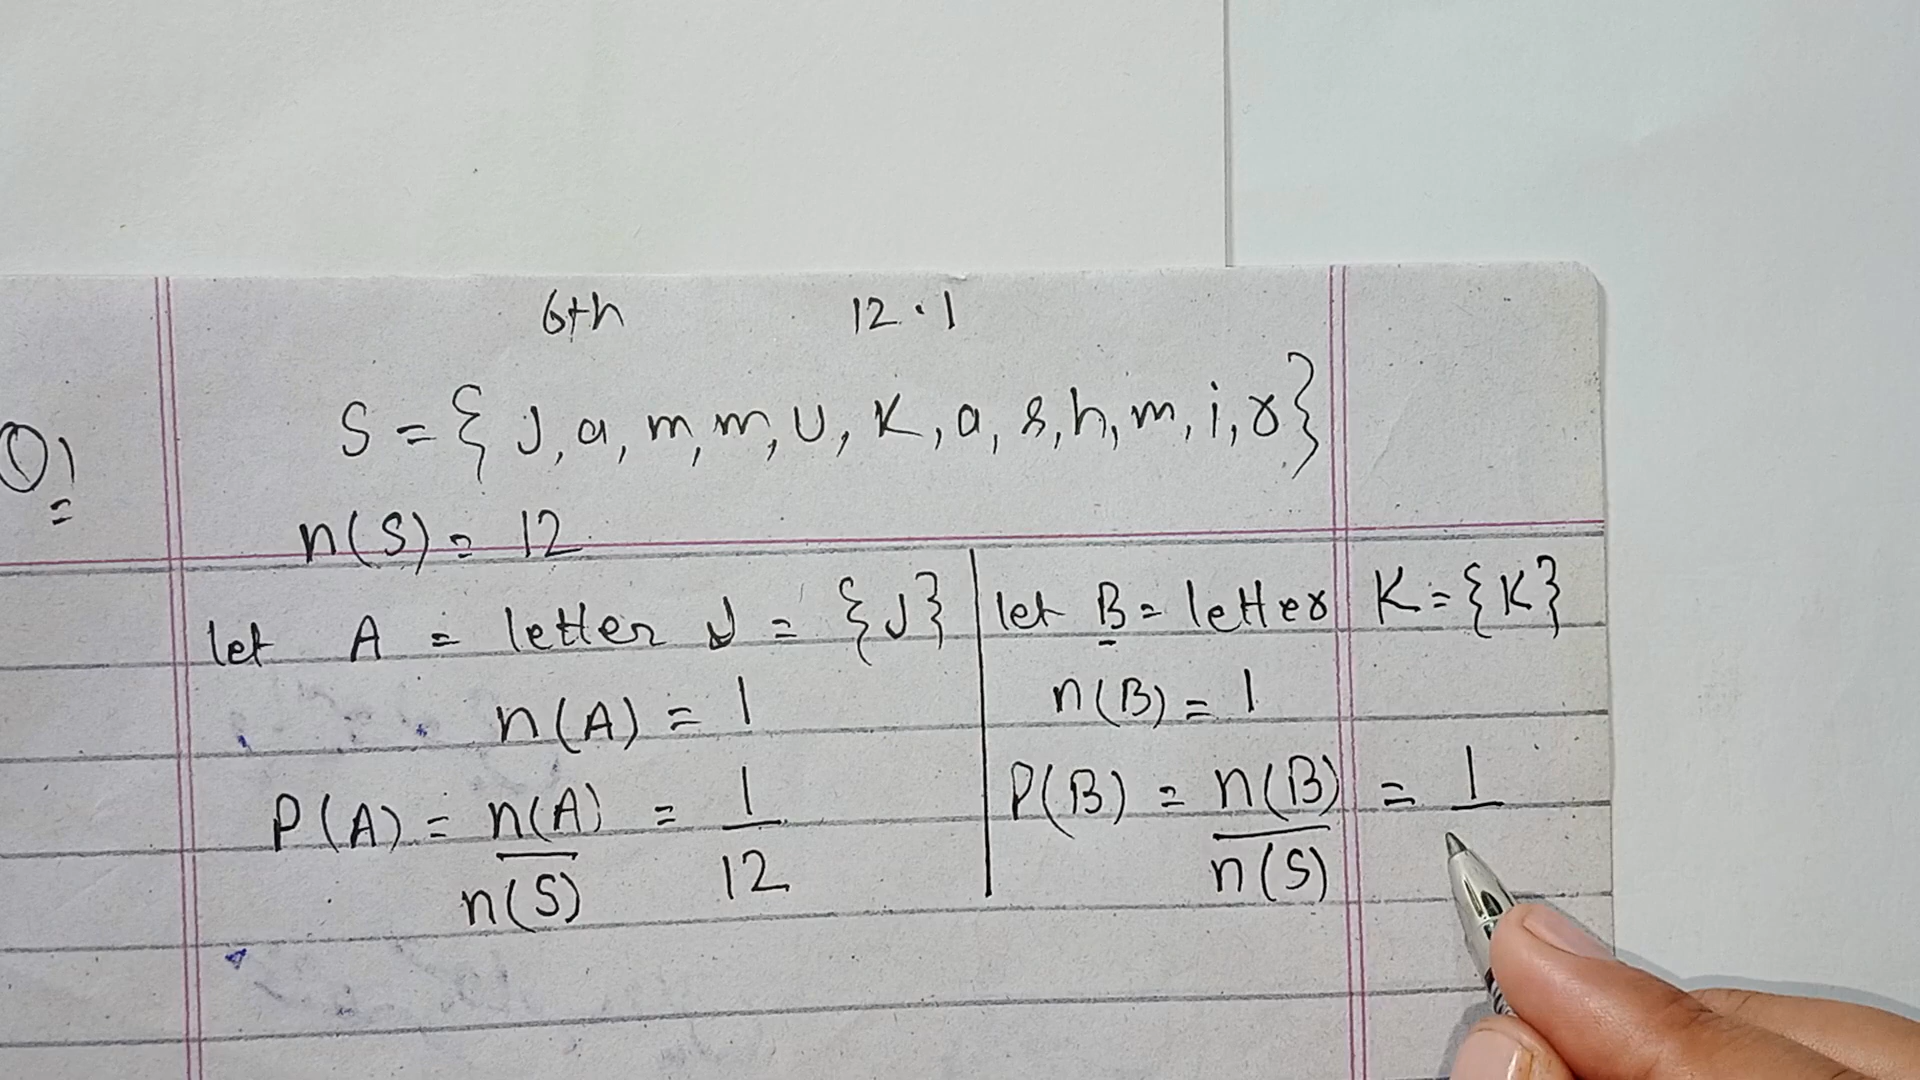 6th 12.1
Q1 S = { J, a, m, m, u, K, a, s, h, m, i, r }
n(S) = 12
let A = letter J = {J}
n(A) = 1
P(A) = n(A)/n(S) = 1/12
let B = letter K = {K}
n(B) = 1
P(B) = n(B)/n(S) = 1